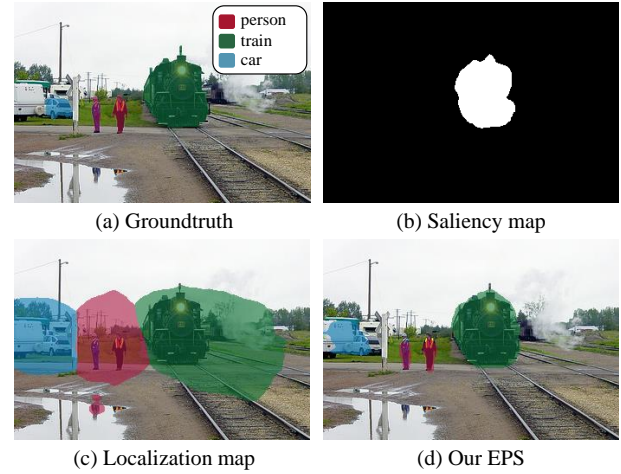 person
train
car
(a) Groundtruth
(b) Saliency map
(c) Localization map
(d) Our EPS